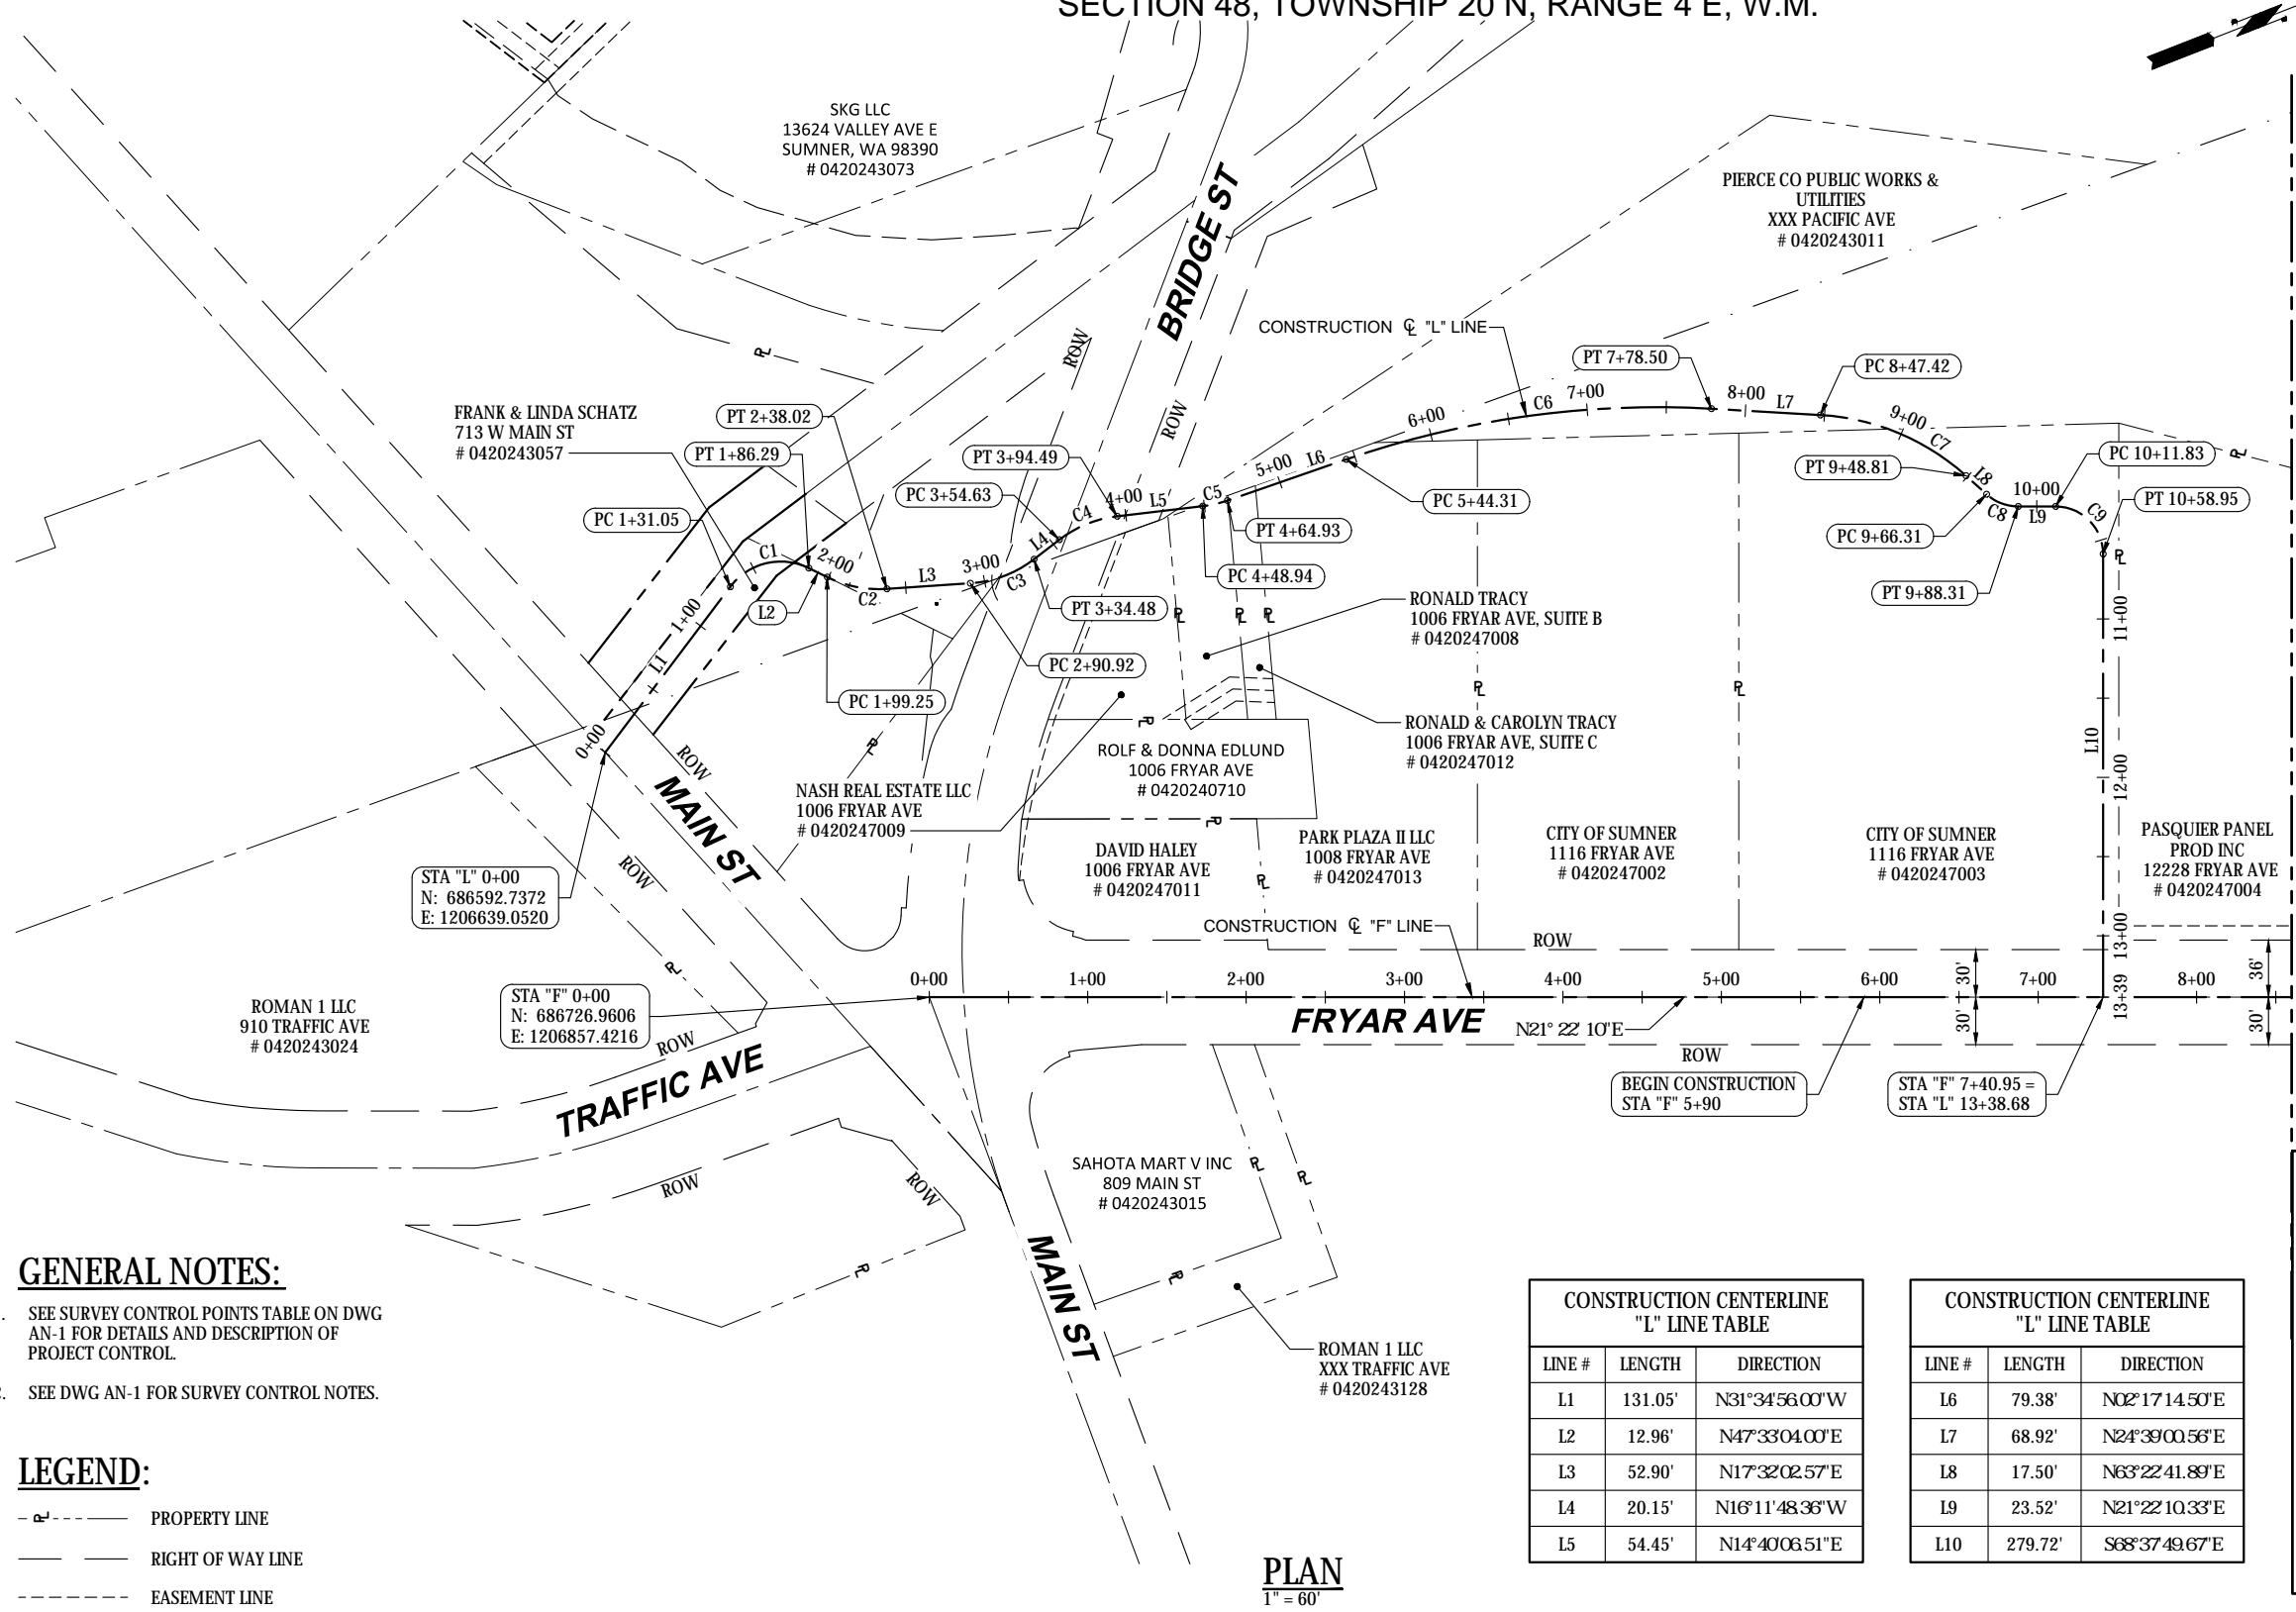 SECTION 48, TOWNSHIP 20 N, RANGE 4 E, W.M.
SKG LLC
13624 VALLEY AVE E
SUMNER, WA 98390
# 0420243073
PIERCE CO PUBLIC WORKS &
UTILITIES
XXX PACIFIC AVE
# 0420243011
BRIDGE ST
ROW
ROW
CONSTRUCTION ℄ "L" LINE
PT 7+78.50
PC 8+47.42
FRANK & LINDA SCHATZ
713 W MAIN ST
# 0420243057
PT 2+38.02
PT 1+86.29
PC 1+31.05
PT 3+94.49
PC 3+54.63
PC 5+44.31
PT 4+64.93
PC 4+48.94
PT 9+48.81
PC 10+11.83
PT 10+58.95
PC 9+66.31
PT 9+88.31
PT 3+34.48
PC 2+90.92
PC 1+99.25
0+00
L1
1+00
C1
L2
2+00
C2
L3
3+00
C3
L4
C4
4+00
L5
C5
5+00
L6
6+00
C6
7+00
8+00
L7
9+00
C7
L8
C8
10+00
L9
C9
11+00
L10
12+00
13+00
13+39
RONALD TRACY
1006 FRYAR AVE, SUITE B
# 0420247008
RONALD & CAROLYN TRACY
1006 FRYAR AVE, SUITE C
# 0420247012
ROLF & DONNA EDLUND
1006 FRYAR AVE
# 0420240710
NASH REAL ESTATE LLC
1006 FRYAR AVE
# 0420247009
DAVID HALEY
1006 FRYAR AVE
# 0420247011
PARK PLAZA II LLC
1008 FRYAR AVE
# 0420247013
CITY OF SUMNER
1116 FRYAR AVE
# 0420247002
CITY OF SUMNER
1116 FRYAR AVE
# 0420247003
PASQUIER PANEL
PROD INC
12228 FRYAR AVE
# 0420247004
MAIN ST
ROW
ROW
STA "L" 0+00
N: 686592.7372
E: 1206639.0520
STA "F" 0+00
N: 686726.9606
E: 1206857.4216
ROMAN 1 LLC
910 TRAFFIC AVE
# 0420243024
CONSTRUCTION ℄ "F" LINE
ROW
0+00
1+00
2+00
3+00
4+00
5+00
6+00
7+00
8+00
30'
30'
36'
30'
FRYAR AVE
N21° 22' 10"E
ROW
BEGIN CONSTRUCTION
STA "F" 5+90
STA "F" 7+40.95 =
STA "L" 13+38.68
ROW
TRAFFIC AVE
ROW
ROW
SAHOTA MART V INC
809 MAIN ST
# 0420243015
MAIN ST
ROMAN 1 LLC
XXX TRAFFIC AVE
# 0420243128
GENERAL NOTES:
SEE SURVEY CONTROL POINTS TABLE ON DWG
AN-1 FOR DETAILS AND DESCRIPTION OF
PROJECT CONTROL.
SEE DWG AN-1 FOR SURVEY CONTROL NOTES.
LEGEND:
PROPERTY LINE
RIGHT OF WAY LINE
EASEMENT LINE
PLAN
1" = 60'
CONSTRUCTION CENTERLINE
"L" LINE TABLE
LINE # LENGTH DIRECTION
L1 131.05' N31°34'56.00"W
L2 12.96' N47°33'04.00"E
L3 52.90' N17°32'02.57"E
L4 20.15' N16°11'48.36"W
L5 54.45' N14°40'06.51"E
CONSTRUCTION CENTERLINE
"L" LINE TABLE
LINE # LENGTH DIRECTION
L6 79.38' N02°17'14.50"E
L7 68.92' N24°39'00.56"E
L8 17.50' N63°22'41.89"E
L9 23.52' N21°22'10.33"E
L10 279.72' S68°37'49.67"E